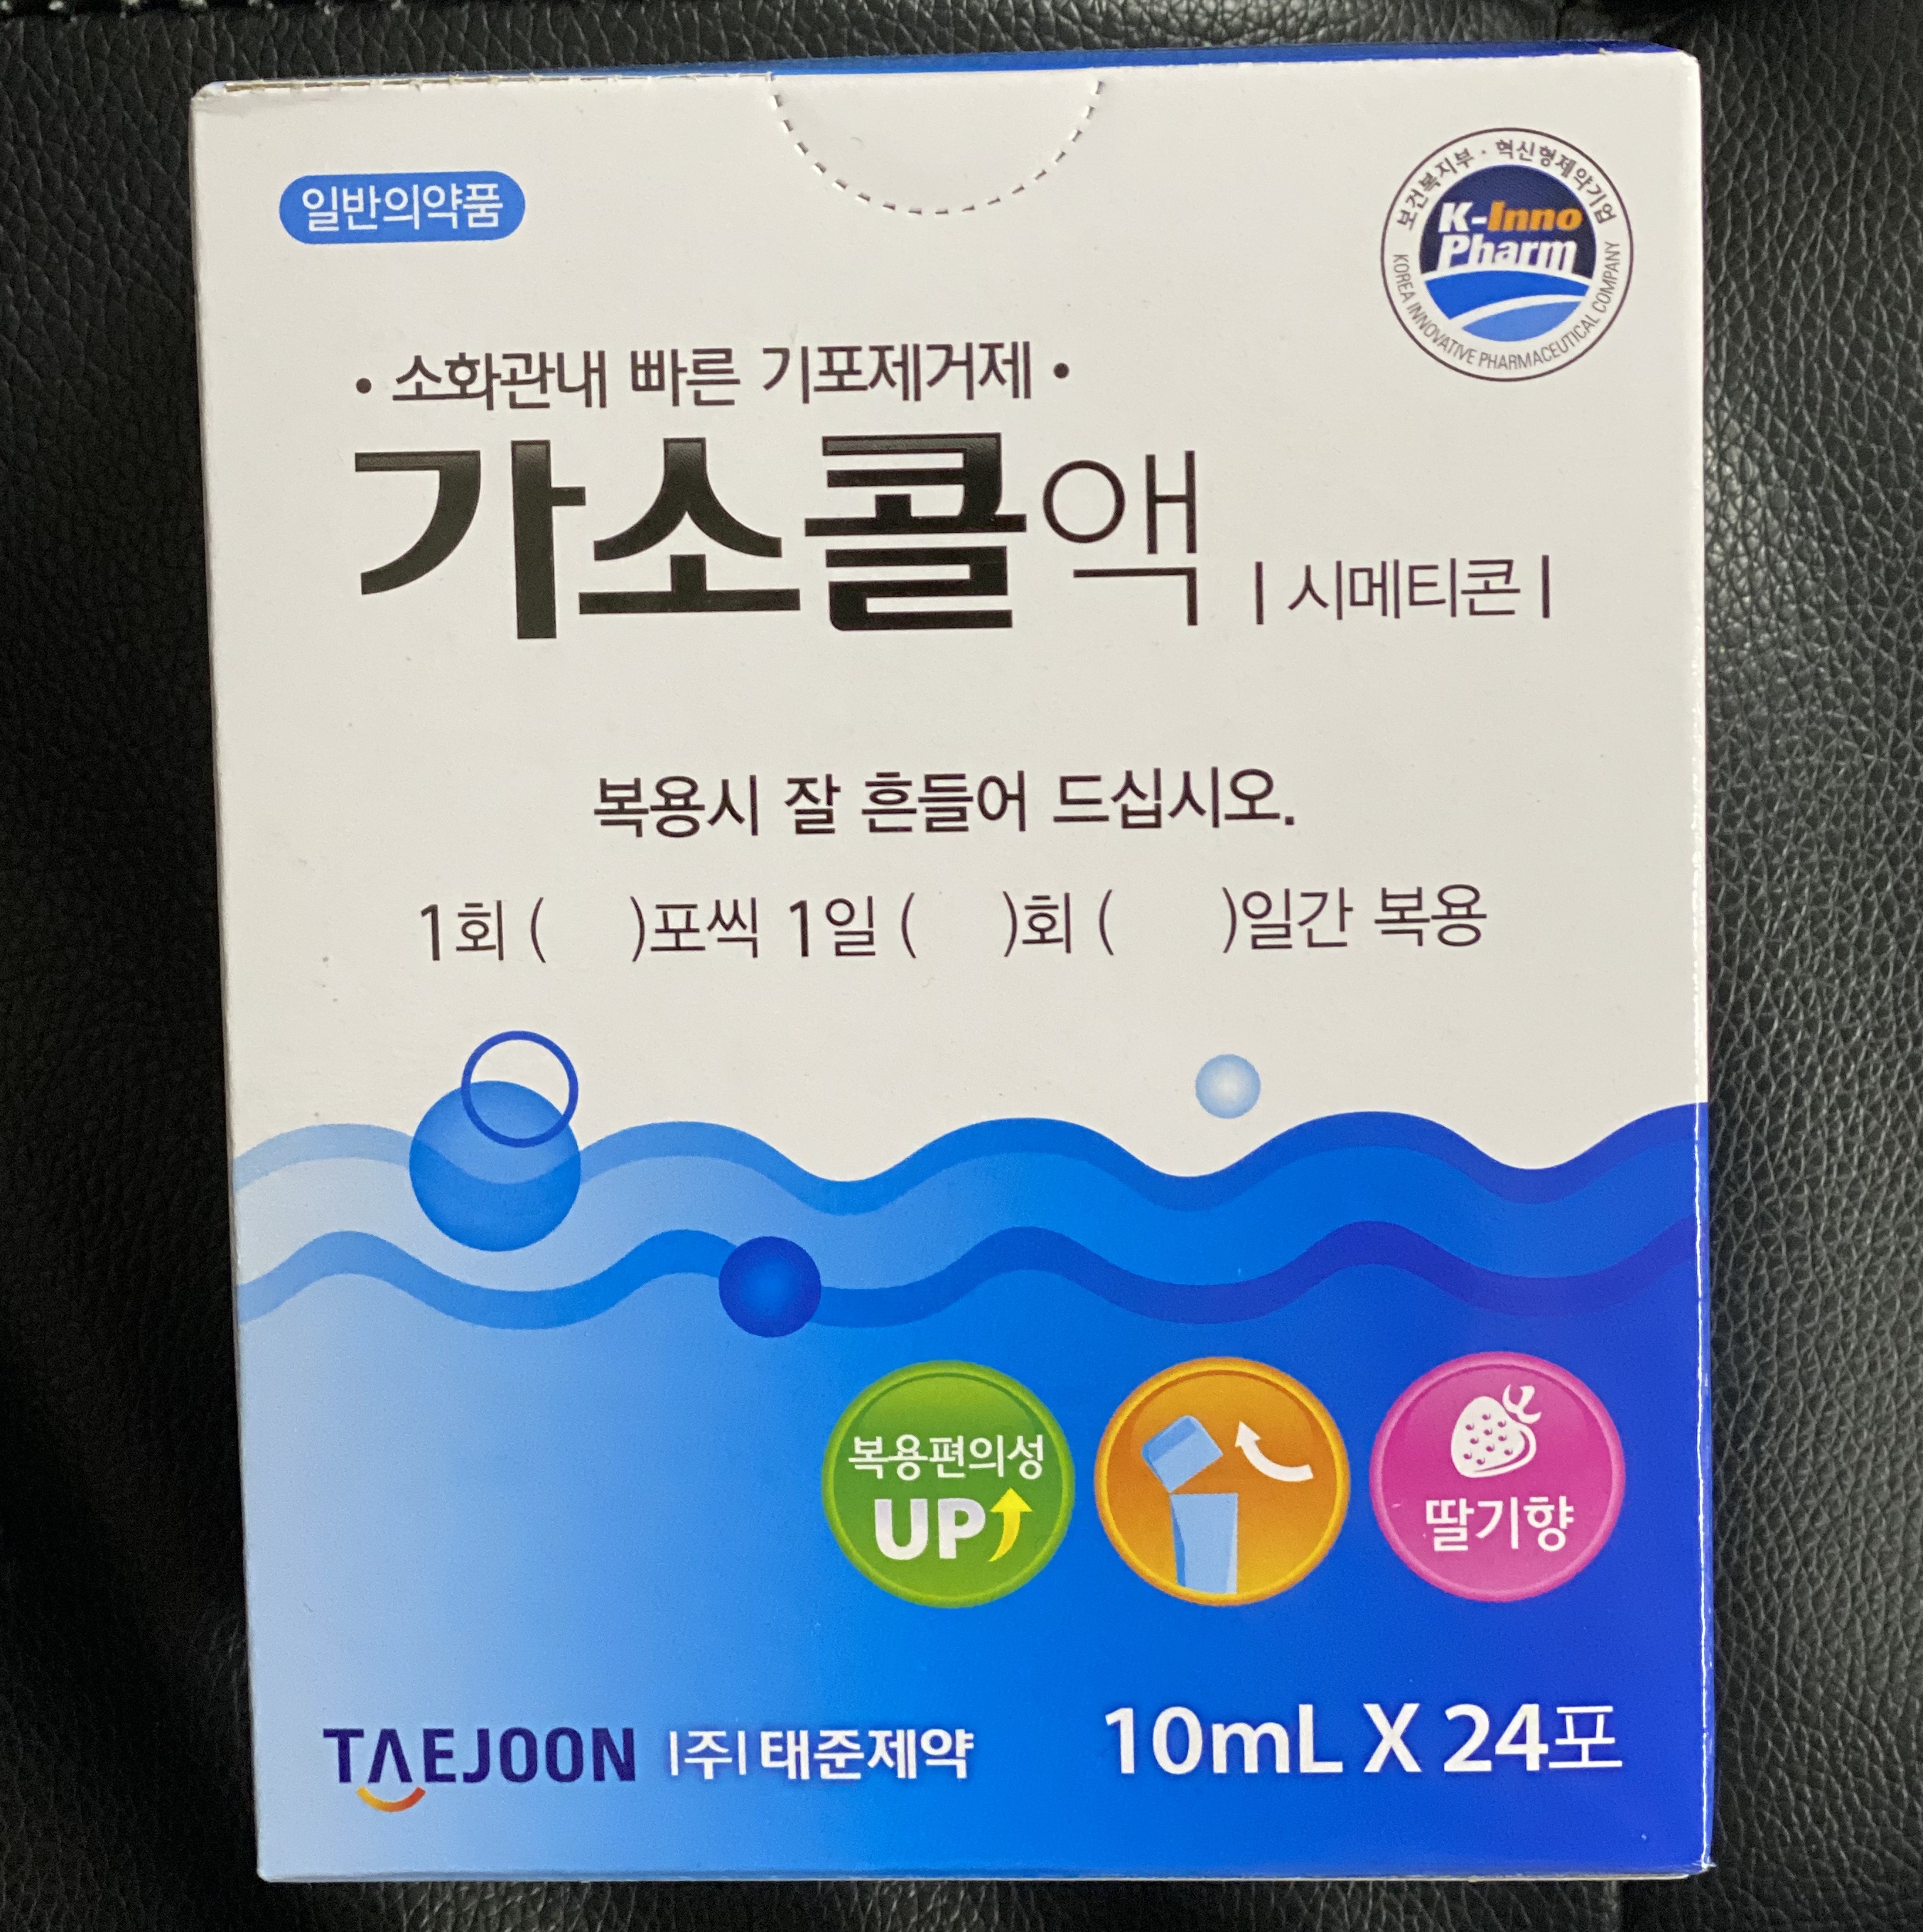 일반의약품
보건복지부 · 혁신형제약기업
K-Inno
Pharm
KOREA INNOVATIVE PHARMACEUTICAL COMPANY
• 소화관내 빠른 기포제거제 •
가소콜액 | 시메티콘 |
복용시 잘 흔들어 드십시오.
1회 ( )포씩 1일 ( )회 ( )일간 복용
복용편의성
UP
딸기향
TAEJOON |주| 태준제약
10mL X 24포